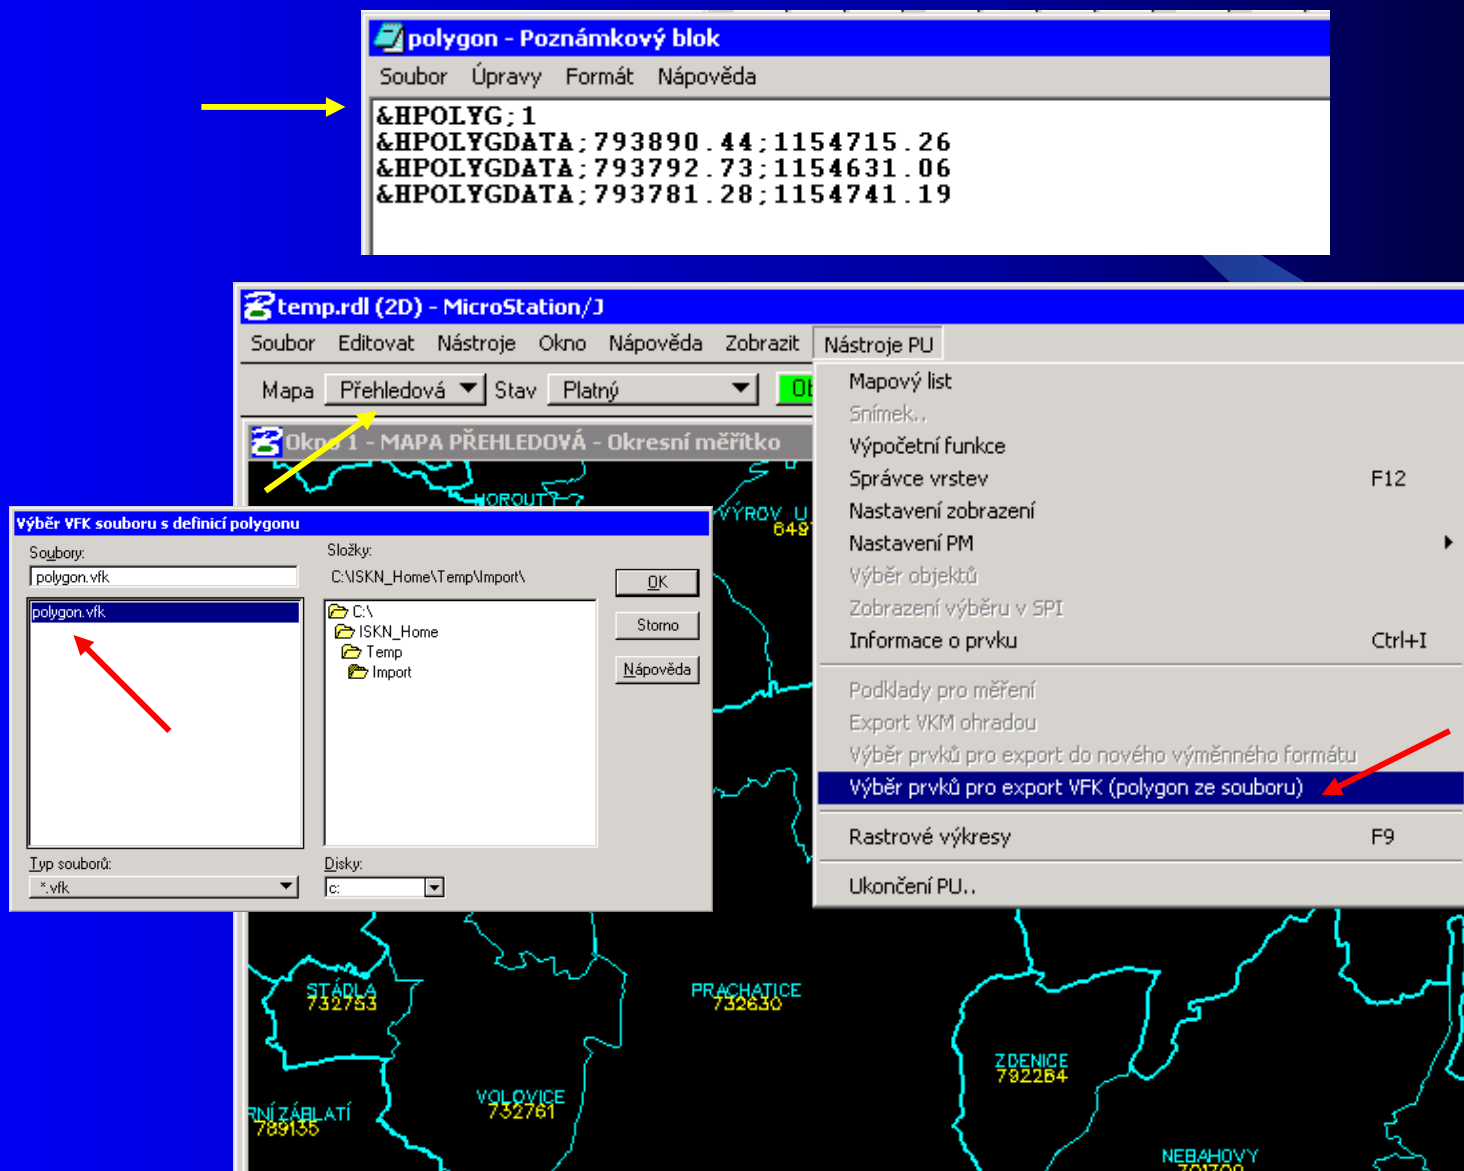 polygon - Poznámkový blok
Soubor Úpravy Formát Nápověda
&HPOLYG;1
&HPOLYGDATA;793890.44;1154715.26
&HPOLYGDATA;793792.73;1154631.06
&HPOLYGDATA;793781.28;1154741.19
temp.rdl (2D) - MicroStation/J
Soubor Editovat Nástroje Okno Nápověda Zobrazit Nástroje PU
Mapa Přehledová Stav Platný
Okno 1 - MAPA PŘEHLEDOVÁ - Okresní měřítko
Mapový list
Snímek..
Výpočetní funkce
Správce vrstev F12
Nastavení zobrazení
Nastavení PM
Výběr objektů
Zobrazení výběru v SPI
Informace o prvku Ctrl+I
Podklady pro měření
Export VKM ohradou
Výběr prvků pro export do nového výměnného formátu
Výběr prvků pro export VFK (polygon ze souboru)
Rastrové výkresy F9
Ukončení PU..
Výběr VFK souboru s definicí polygonu
Soubory:
polygon.vfk
polygon.vfk
Typ souborů:
*.vfk
Složky:
C:\ISKN_Home\Temp\Import\
C:\
ISKN_Home
Temp
Import
Disky:
c:
OK
Storno
Nápověda
VÝROV U
STÁDLA
732753
PRACHATICE
732630
ZDENICE
792284
VOLOVICE
732761
RNÍ ZÁBLATÍ
789135
NEBAHOVY